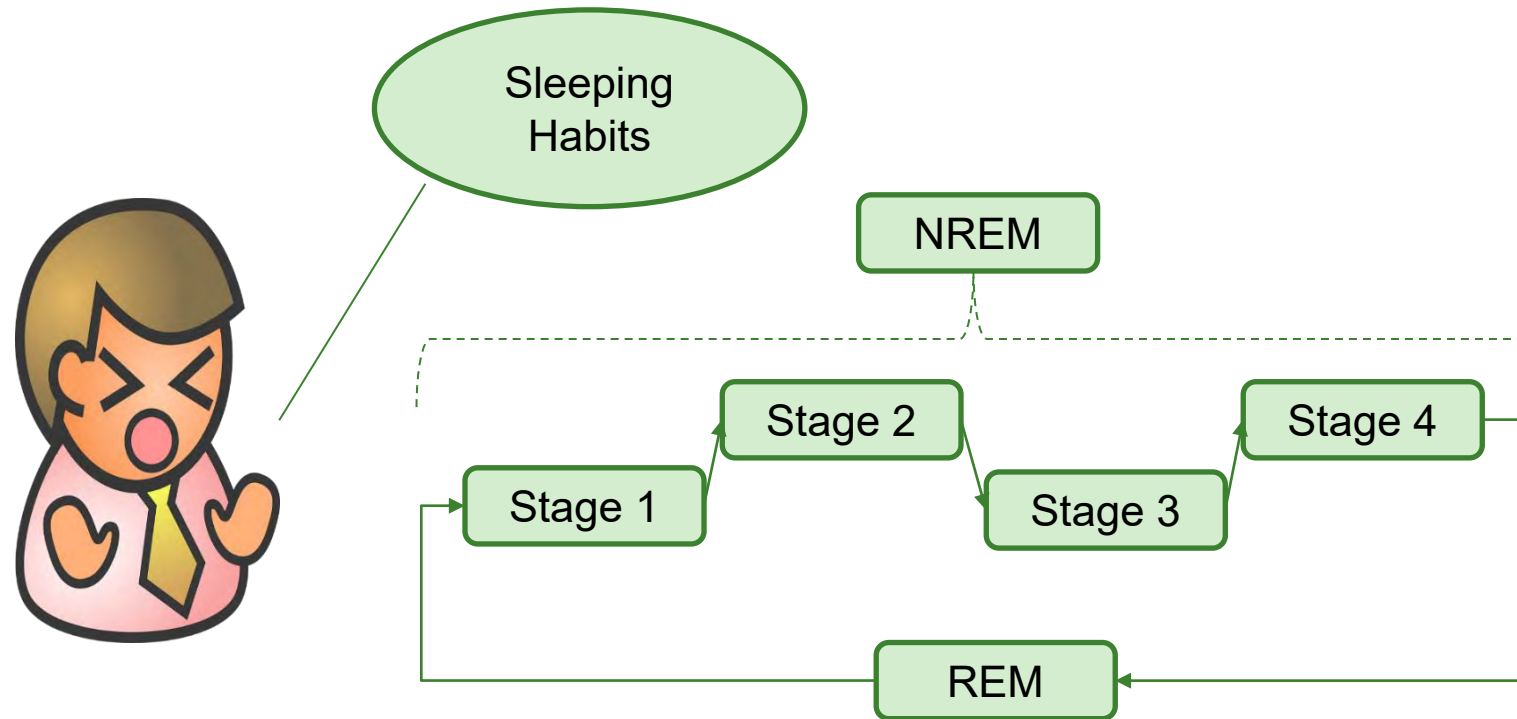 Sleeping
Habits
NREM
Stage 2
Stage 4
Stage 1
Stage 3
REM